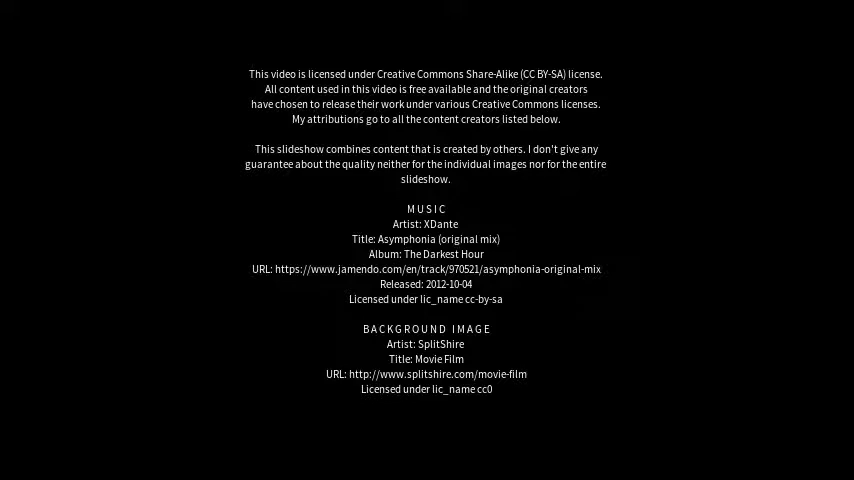 This video is licensed under Creative Commons Share-Alike (CC BY-SA) license.
All content used in this video is free available and the original creators
have chosen to release their work under various Creative Commons licenses.
My attributions go to all the content creators listed below.
This slideshow combines content that is created by others. I don't give any
guarantee about the quality neither for the individual images nor for the entire
slideshow.
MUSIC
Artist: XDante
Title: Asymphonia (original mix)
Album: The Darkest Hour
URL: https://www.jamendo.com/en/track/970521/asymphonia-original-mix
Released: 2012-10-04
Licensed under lic_name cc-by-sa
BACKGROUND IMAGE
Artist: SplitShire
Title: Movie Film
URL: http://www.splitshire.com/movie-film
Licensed under lic_name cc0